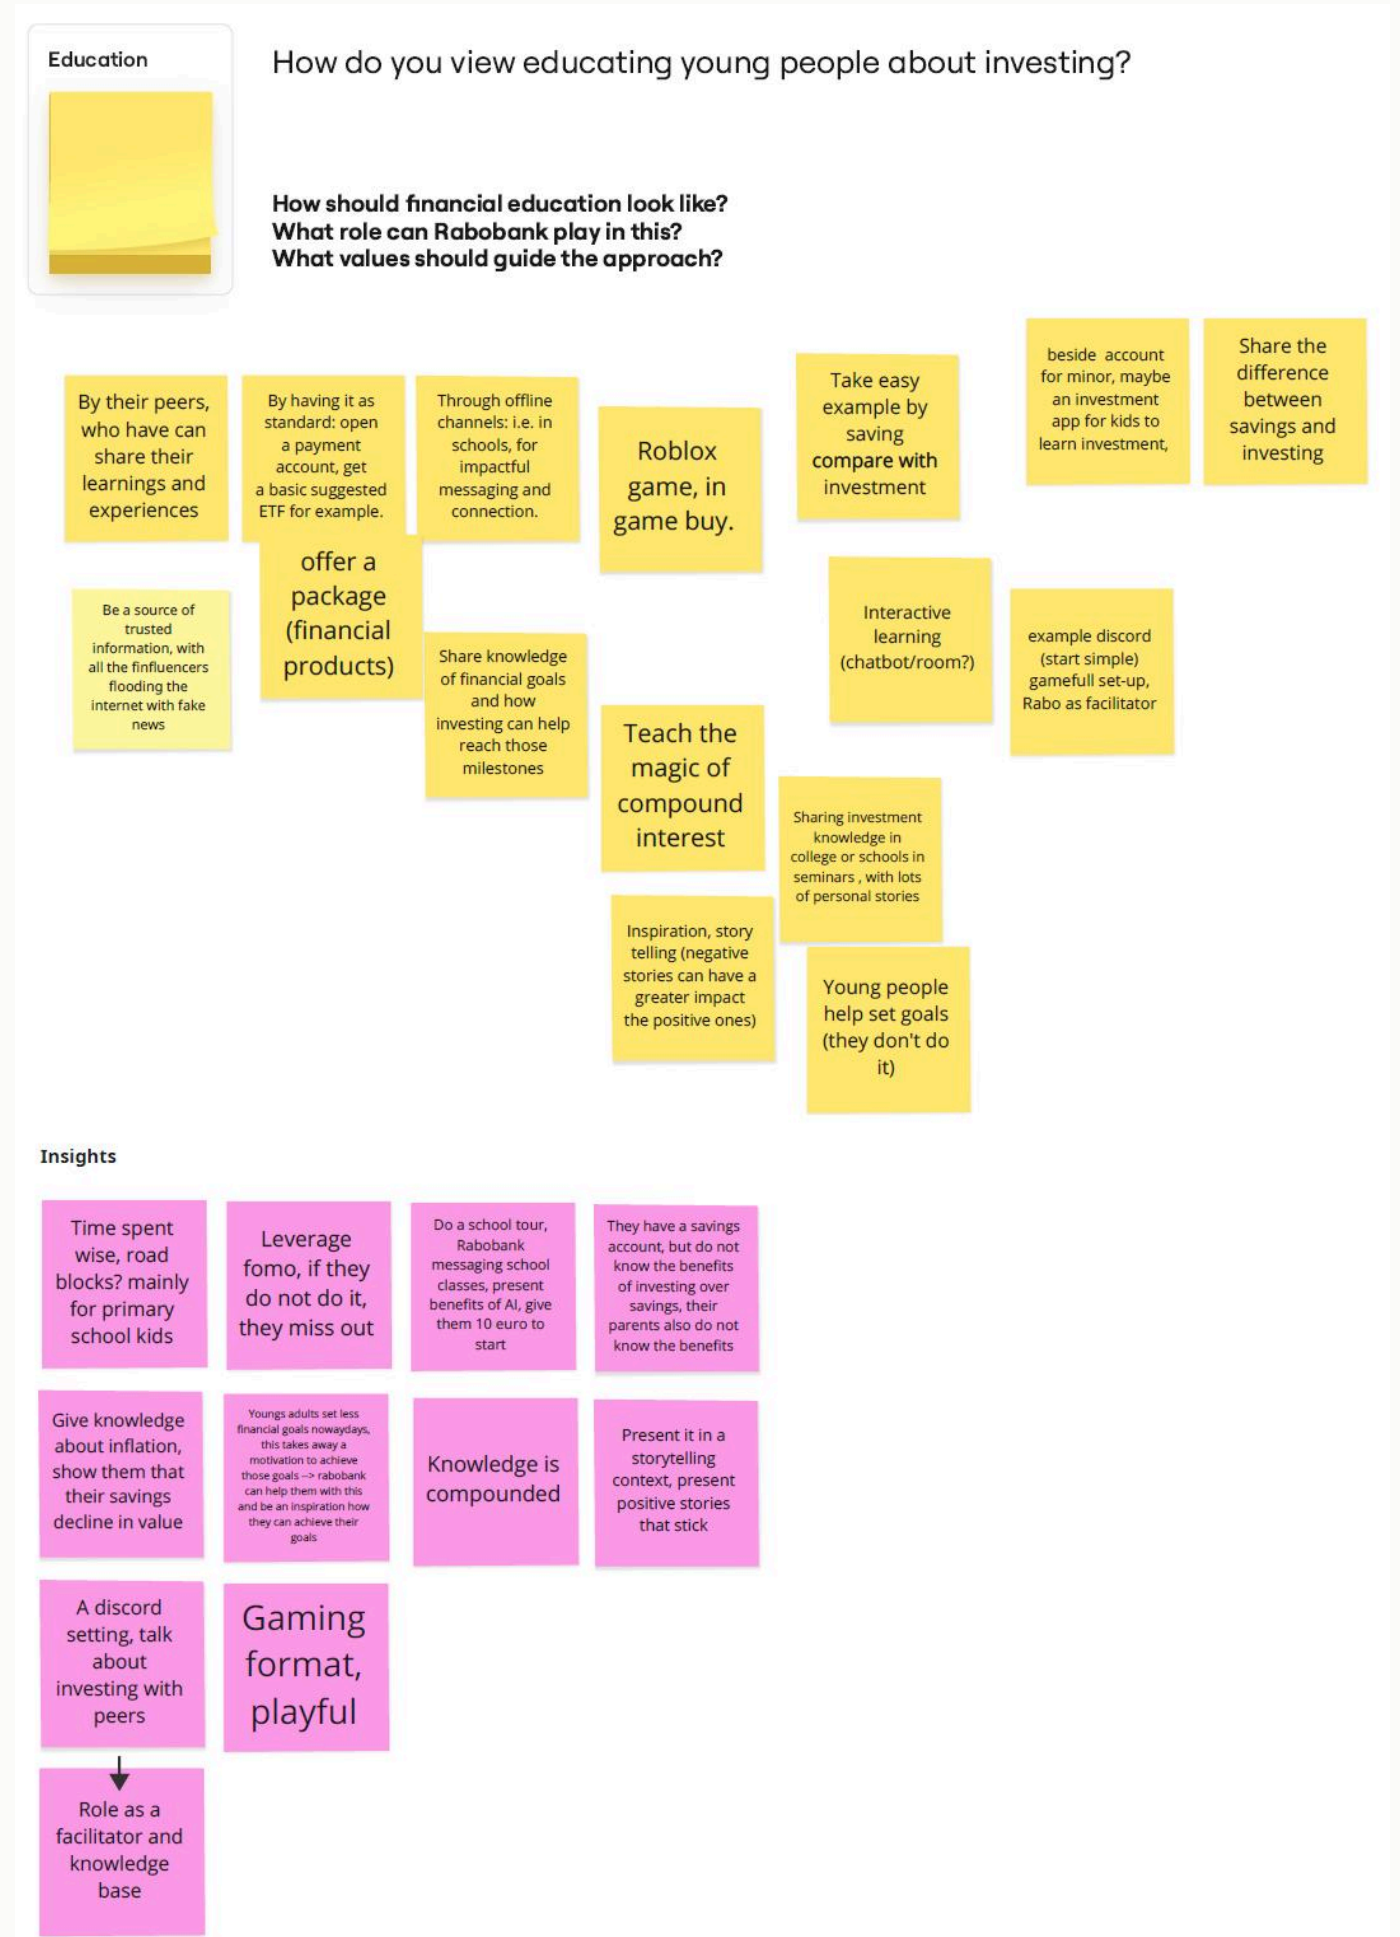 Education
How do you view educating young people about investing?
How should financial education look like?
What role can Rabobank play in this?
What values should guide the approach?
By their peers,
who have can
share their
learnings and
experiences
By having it as
standard: open
a payment
account, get
a basic suggested
ETF for example.
Through offline
channels: i.e. in
schools, for
impactful
messaging and
connection.
Roblox
game, in
game buy.
Take easy
example by
saving
compare with
investment
beside account
for minor, maybe
an investment
app for kids to
learn investment,
Share the
difference
between
savings and
investing
Be a source of
trusted
information, with
all the finfluencers
flooding the
internet with fake
news
offer a
package
(financial
products)
Share knowledge
of financial goals
and how
investing can help
reach those
milestones
Teach the
magic of
compound
interest
Interactive
learning
(chatbot/room?)
example discord
(start simple)
gamefull set-up,
Rabo as facilitator
Sharing investment
knowledge in
college or schools in
seminars , with lots
of personal stories
Inspiration, story
telling (negative
stories can have a
greater impact
the positive ones)
Young people
help set goals
(they don't do
it)
Insights
Time spent
wise, road
blocks? mainly
for primary
school kids
Leverage
fomo, if they
do not do it,
they miss out
Do a school tour,
Rabobank
messaging school
classes, present
benefits of AI, give
them 10 euro to
start
They have a savings
account, but do not
know the benefits
of investing over
savings, their
parents also do not
know the benefits
Give knowledge
about inflation,
show them that
their savings
decline in value
Youngs adults set less
financial goals nowaydays,
this takes away a
motivation to achieve
those goals --> rabobank
can help them with this
and be an inspiration how
they can achieve their
goals
Knowledge is
compounded
Present it in a
storytelling
context, present
positive stories
that stick
A discord
setting, talk
about
investing with
peers
Gaming
format,
playful
Role as a
facilitator and
knowledge
base